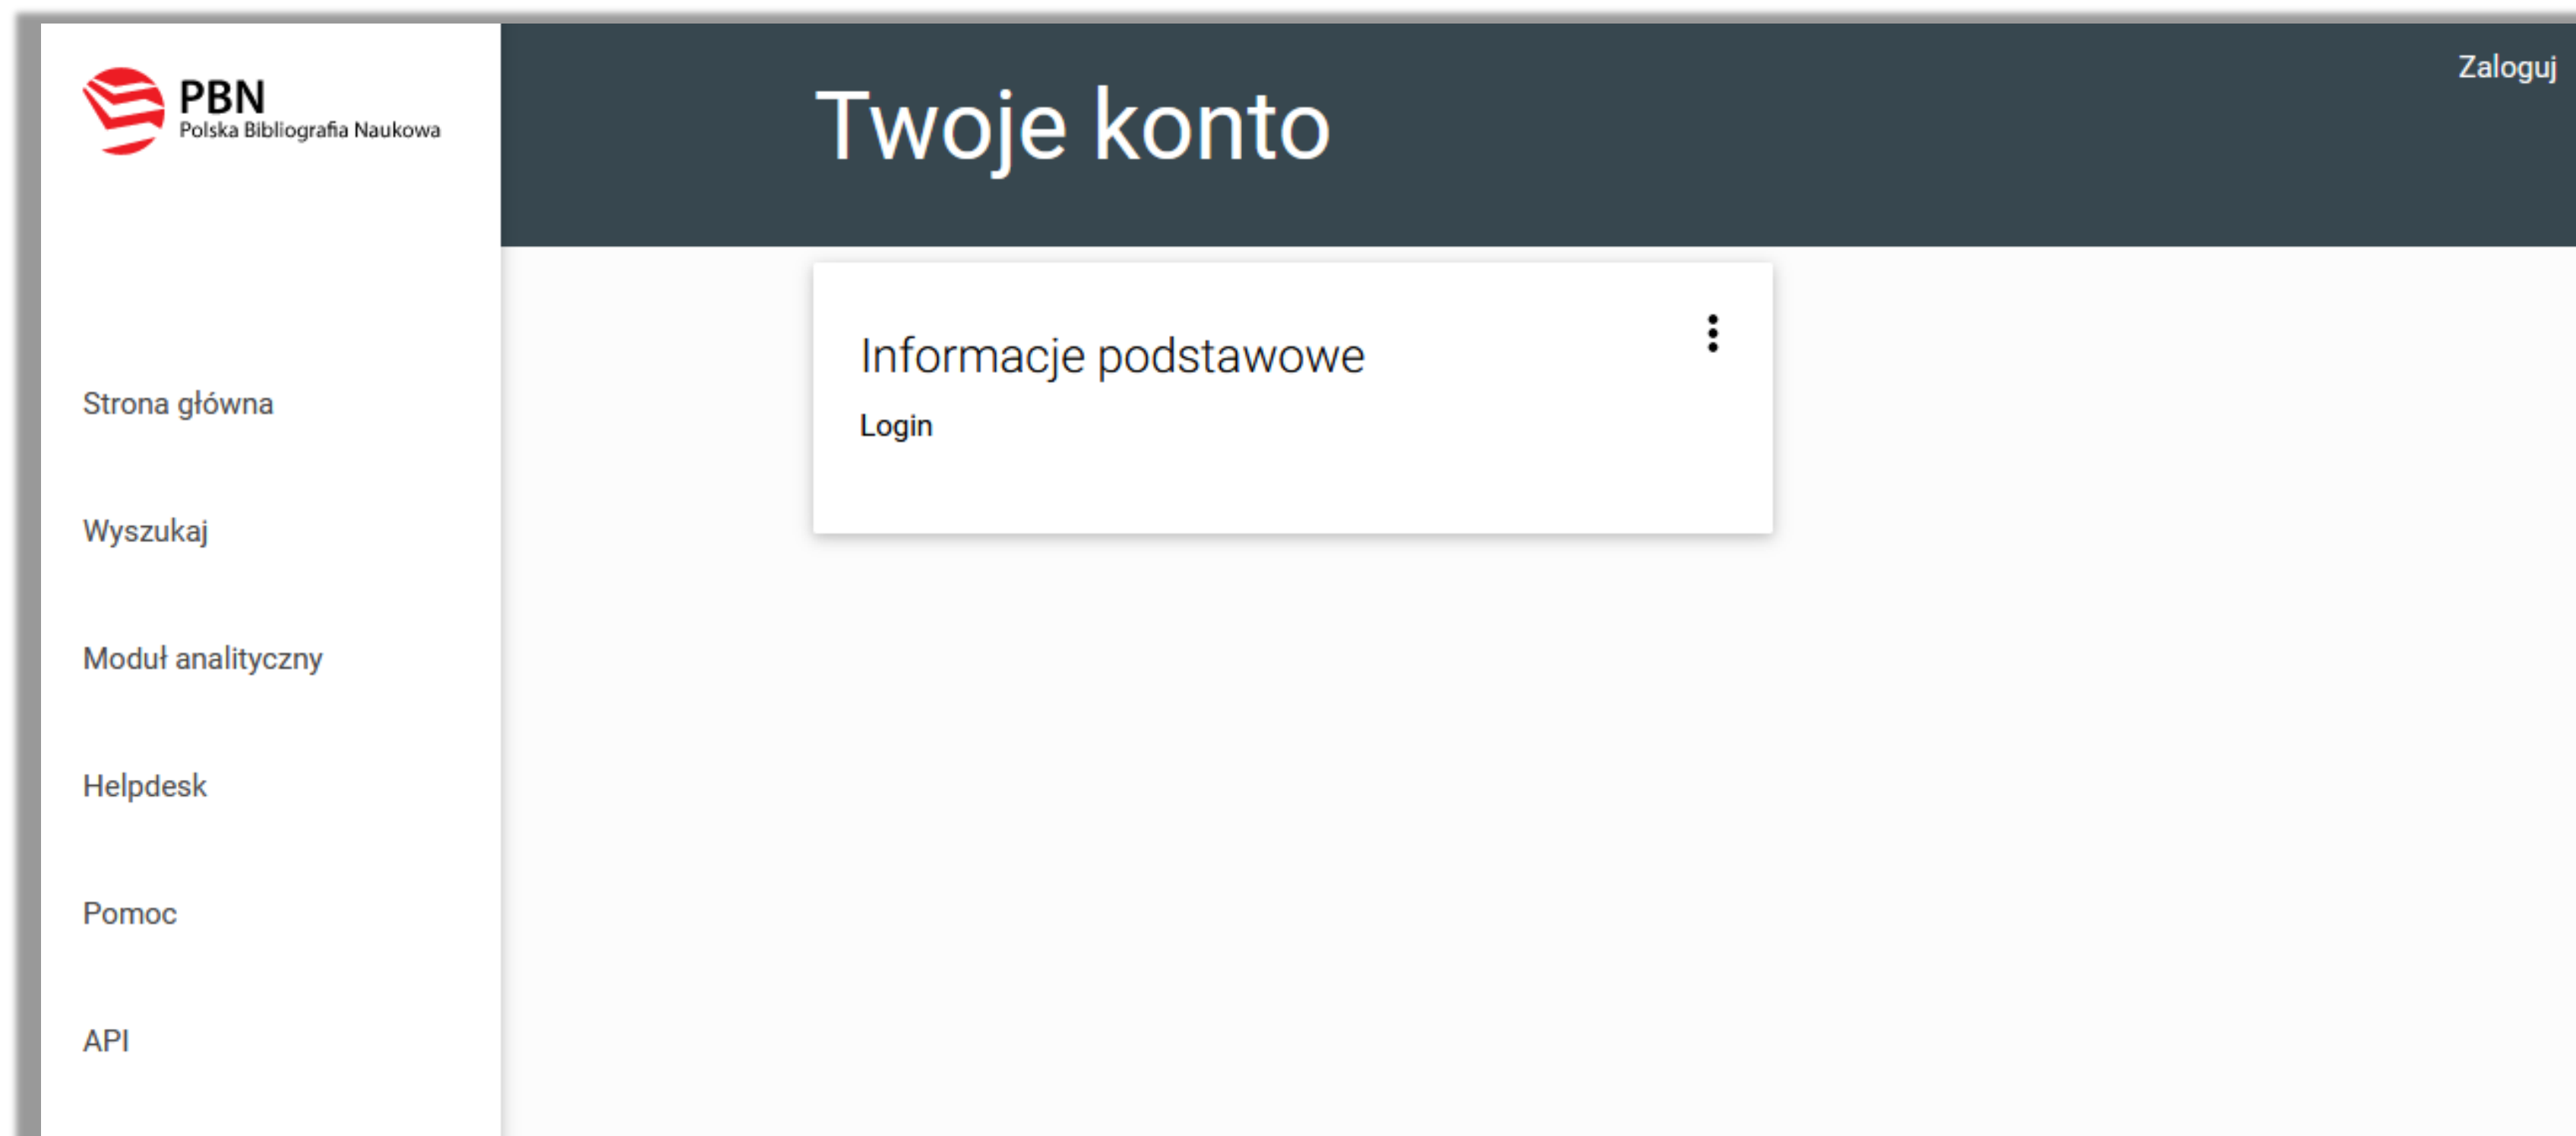 PBN
Polska Bibliografia Naukowa
Zaloguj
Twoje konto
Informacje podstawowe
Login
Strona główna
Wyszukaj
Moduł analityczny
Helpdesk
Pomoc
API